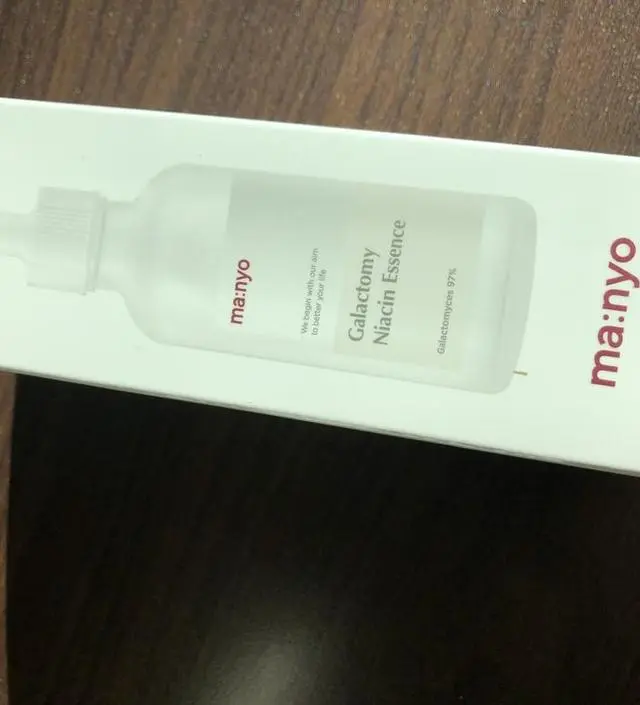 ma:nyo
We begin with our aim
to better your life
Galactomy
Niacin Essence
Galactomyces 97%
ma:nyo